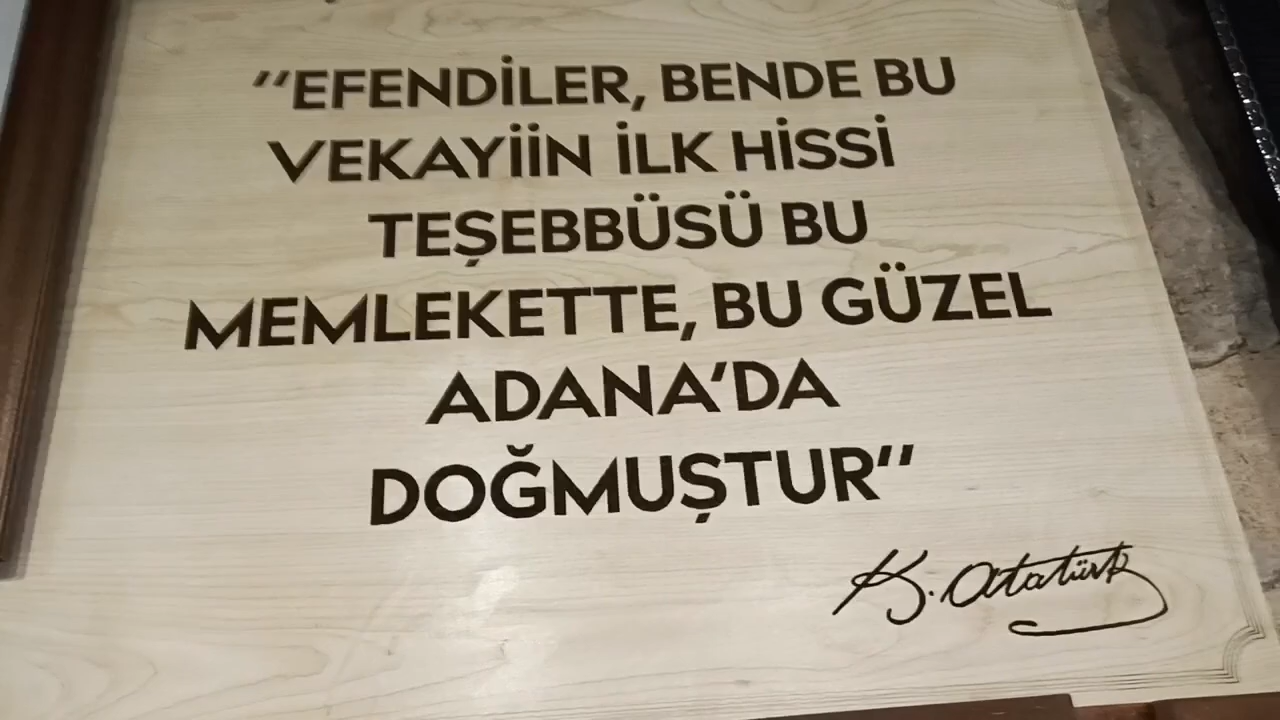 "EFENDİLER, BENDE BU
VEKAYİİN İLK HİSSİ
TEŞEBBÜSÜ BU
MEMLEKETTE, BU GÜZEL
ADANA'DA
DOĞMUŞTUR"
K. Atatürk